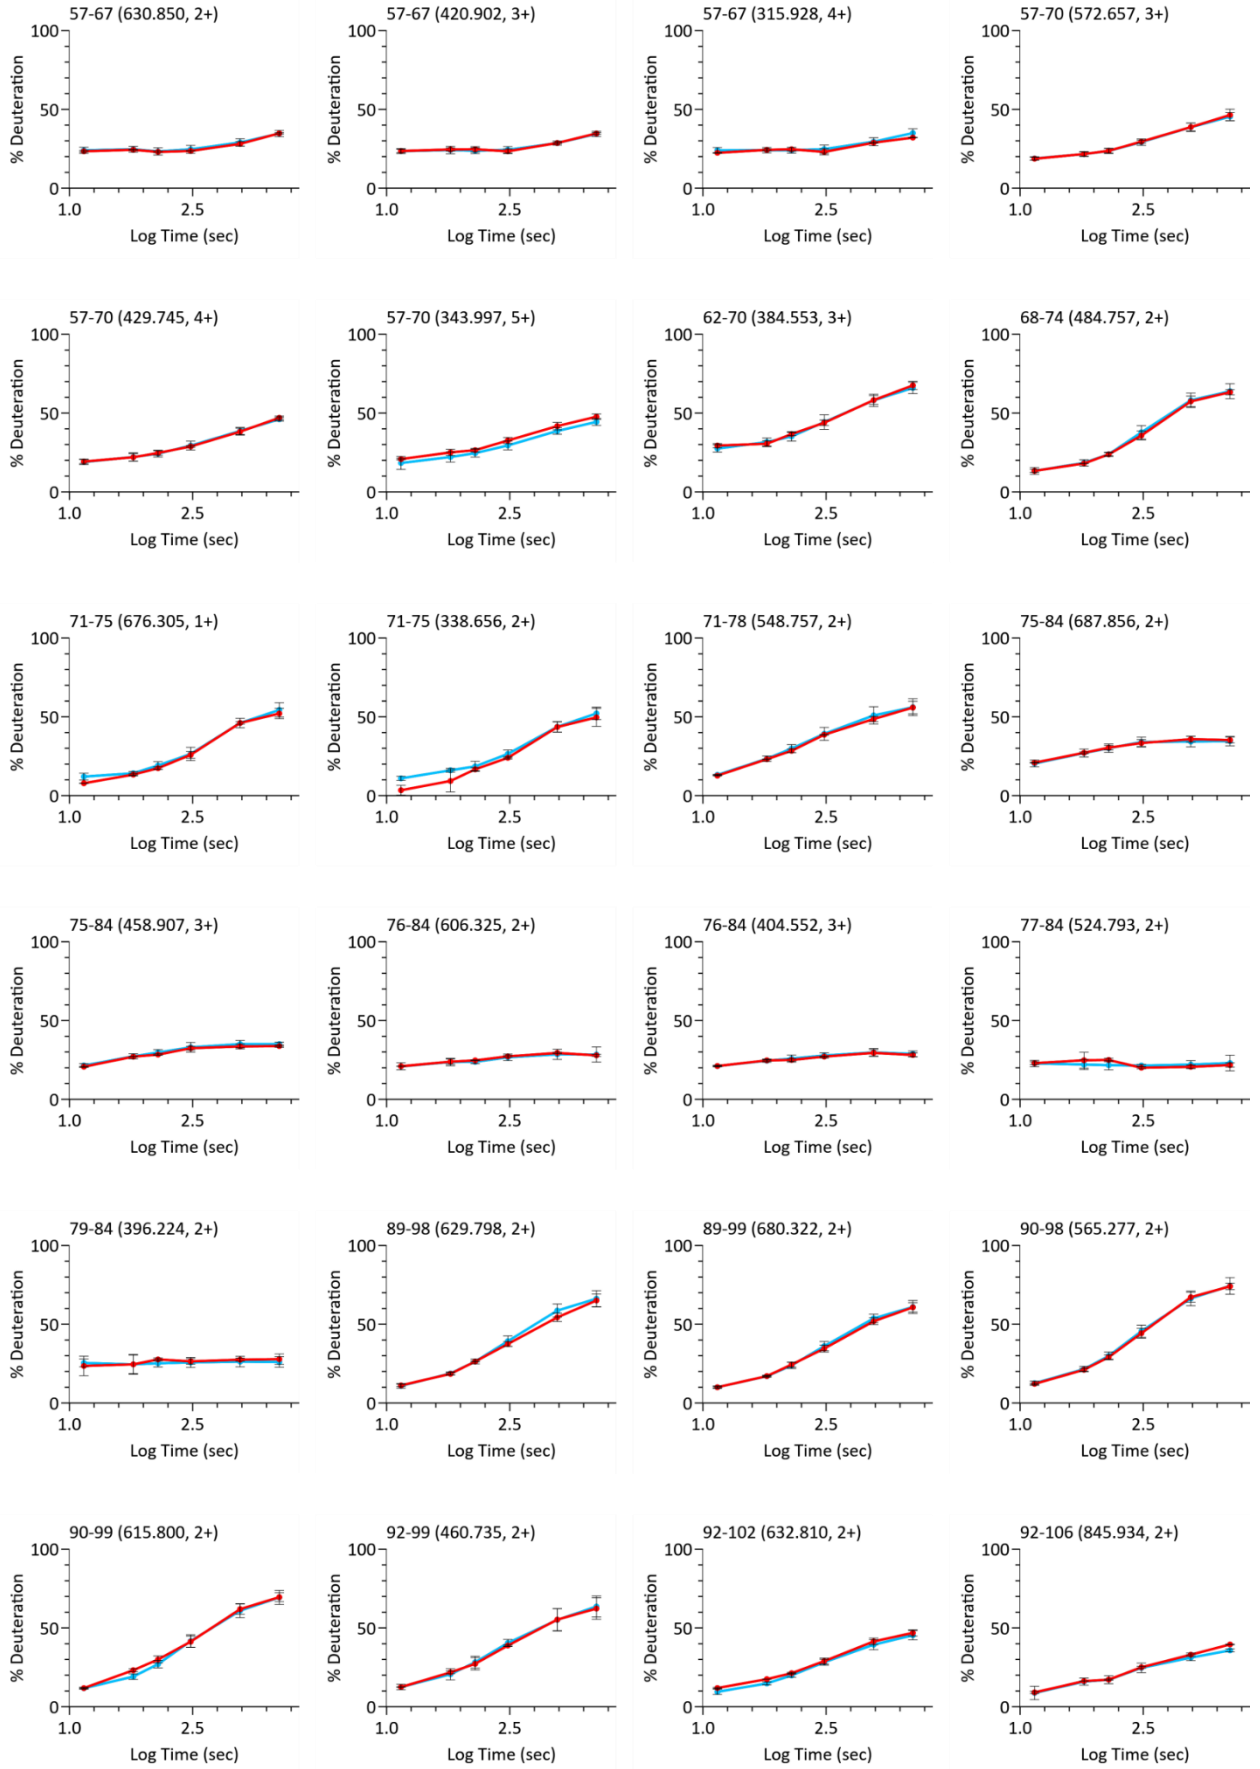 57-67 (630.850, 2+)
100
50
0
% Deuteration
1.0
2.5
Log Time (sec)
57-67 (420.902, 3+)
100
50
0
% Deuteration
1.0
2.5
Log Time (sec)
57-67 (315.928, 4+)
100
50
0
% Deuteration
1.0
2.5
Log Time (sec)
57-70 (572.657, 3+)
100
50
0
% Deuteration
1.0
2.5
Log Time (sec)
57-70 (429.745, 4+)
100
50
0
% Deuteration
1.0
2.5
Log Time (sec)
57-70 (343.997, 5+)
100
50
0
% Deuteration
1.0
2.5
Log Time (sec)
62-70 (384.553, 3+)
100
50
0
% Deuteration
1.0
2.5
Log Time (sec)
68-74 (484.757, 2+)
100
50
0
% Deuteration
1.0
2.5
Log Time (sec)
71-75 (676.305, 1+)
100
50
0
% Deuteration
1.0
2.5
Log Time (sec)
71-75 (338.656, 2+)
100
50
0
% Deuteration
1.0
2.5
Log Time (sec)
71-78 (548.757, 2+)
100
50
0
% Deuteration
1.0
2.5
Log Time (sec)
75-84 (687.856, 2+)
100
50
0
% Deuteration
1.0
2.5
Log Time (sec)
75-84 (458.907, 3+)
100
50
0
% Deuteration
1.0
2.5
Log Time (sec)
76-84 (606.325, 2+)
100
50
0
% Deuteration
1.0
2.5
Log Time (sec)
76-84 (404.552, 3+)
100
50
0
% Deuteration
1.0
2.5
Log Time (sec)
77-84 (524.793, 2+)
100
50
0
% Deuteration
1.0
2.5
Log Time (sec)
79-84 (396.224, 2+)
100
50
0
% Deuteration
1.0
2.5
Log Time (sec)
89-98 (629.798, 2+)
100
50
0
% Deuteration
1.0
2.5
Log Time (sec)
89-99 (680.322, 2+)
100
50
0
% Deuteration
1.0
2.5
Log Time (sec)
90-98 (565.277, 2+)
100
50
0
% Deuteration
1.0
2.5
Log Time (sec)
90-99 (615.800, 2+)
100
50
0
% Deuteration
1.0
2.5
Log Time (sec)
92-99 (460.735, 2+)
100
50
0
% Deuteration
1.0
2.5
Log Time (sec)
92-102 (632.810, 2+)
100
50
0
% Deuteration
1.0
2.5
Log Time (sec)
92-106 (845.934, 2+)
100
50
0
% Deuteration
1.0
2.5
Log Time (sec)